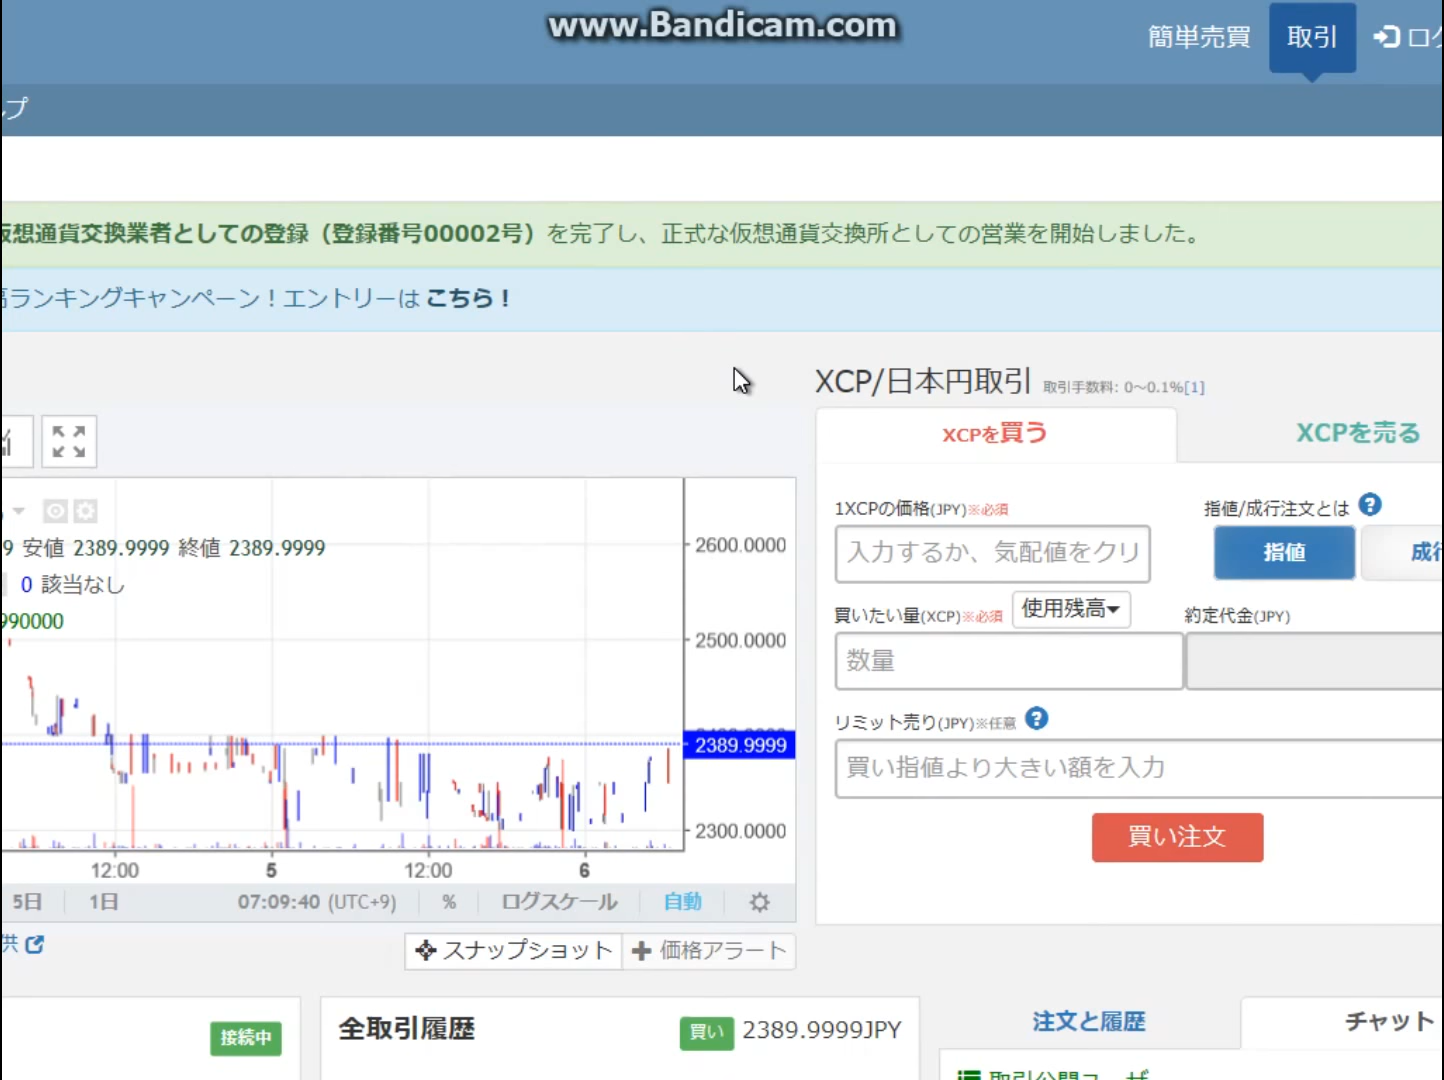 www.Bandicam.com
簡単売買
取引
ログ
ルプ
仮想通貨交換業者としての登録（登録番号00002号）を完了し、正式な仮想通貨交換所としての営業を開始しました。
高ランキングキャンペーン！エントリーは こちら！
XCP/日本円取引 取引手数料: 0〜0.1%[1]
XCPを買う
XCPを売る
1XCPの価格(JPY)※必須
指値/成行注文とは
入力するか、気配値をクリ
指値
成行
買いたい量(XCP)※必須 使用残高
約定代金(JPY)
数量
リミット売り(JPY)※任意
買い指値より大きい額を入力
買い注文
9 安値 2389.9999 終値 2389.9999
0 該当なし
990000
2600.0000
2500.0000
2389.9999
2300.0000
12:00 5 12:00 6
5日 1日 07:09:40 (UTC+9) % ログスケール 自動
供
スナップショット
価格アラート
接続中
全取引履歴
買い 2389.9999JPY
注文と履歴
チャット
取引公開ユーザ